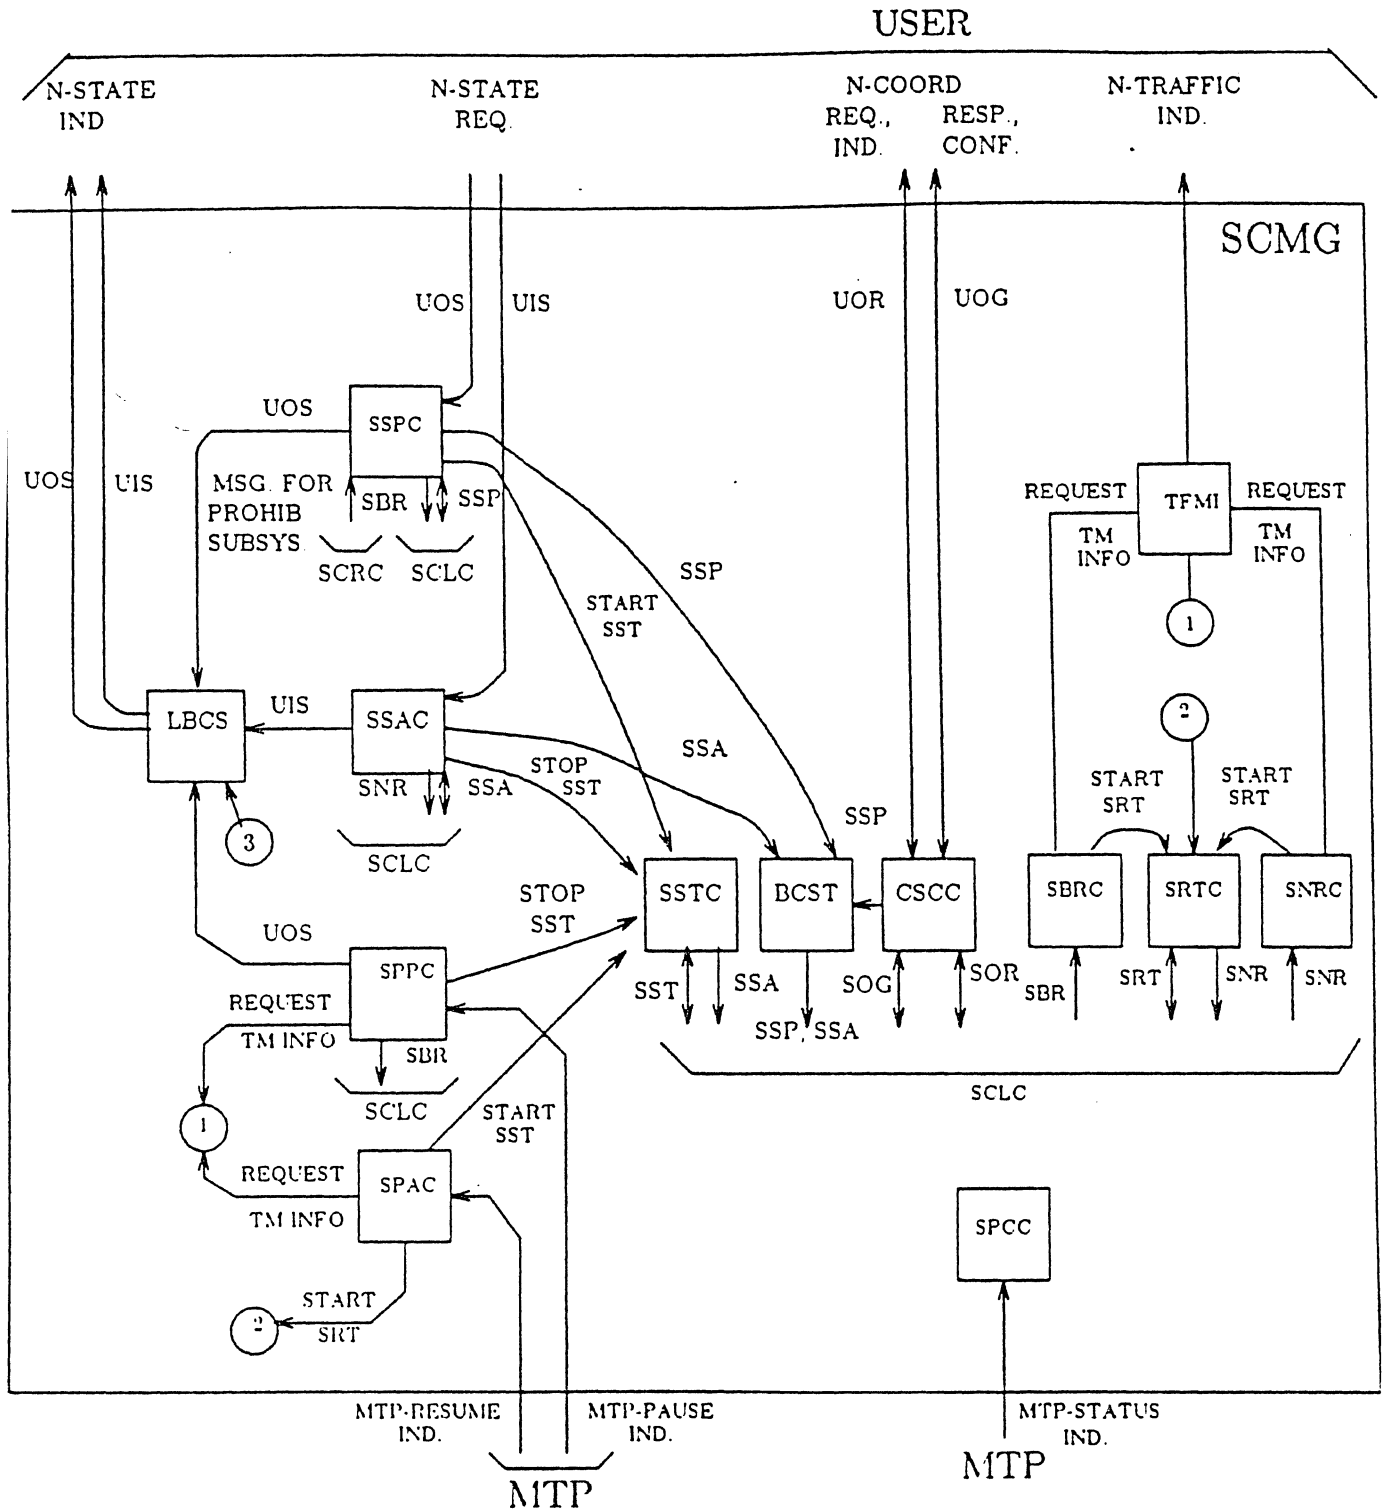 USER
N-STATE
IND
N-STATE
REQ.
N-COORD
REQ.,
IND.
RESP.,
CONF.
N-TRAFFIC
IND.
SCMG
UOS
UIS
UOR
UOG
UOS
SSPC
UOS
UIS
MSG. FOR
PROHIB
SUBSYS.
SBR
SSP
SCRC
SCLC
REQUEST
TFMI
REQUEST
TM
INFO
TM
INFO
SSP
START
SST
1
LBCS
UIS
SSAC
2
SSA
STOP
SST
SNR
SSA
START
SRT
START
SRT
SSP
3
SCLC
SSTC
BCST
CSCC
SBRC
SRTC
SNRC
STOP
SST
UOS
SPPC
SST
SSA
SOG
SOR
SBR
SRT
SNR
SNR
SSP, SSA
REQUEST
TM INFO
SBR
SCLC
SCLC
1
START
SST
REQUEST
TM INFO
SPAC
SPCC
START
SRT
2
MTP-RESUME
IND.
MTP-PAUSE
IND.
MTP-STATUS
IND.
MTP
MTP